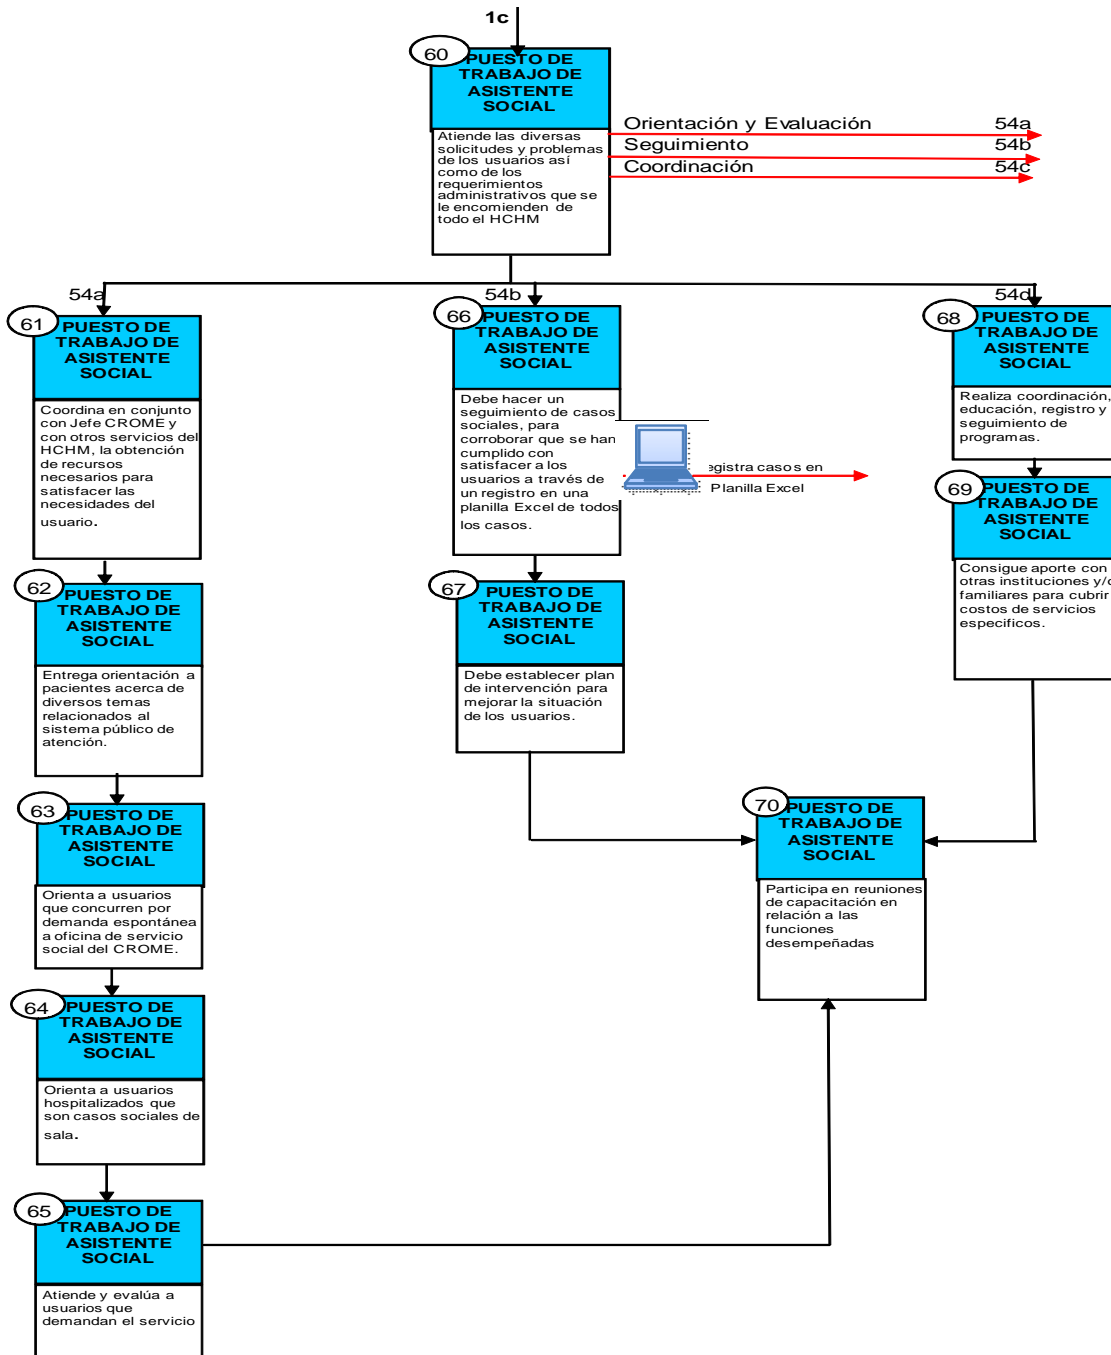 1c
60
PUESTO DE
TRABAJO DE
ASISTENTE
SOCIAL
Atiende las diversas
solicitudes y problemas
de los usuarios así
como de los
requerimientos
administrativos que se
le encomienden de
todo el HCHM
Orientación y Evaluación 54a
Seguimiento 54b
Coordinación 54c
54a
61
PUESTO DE
TRABAJO DE
ASISTENTE
SOCIAL
Coordina en conjunto
con Jefe CROME y
con otros servicios del
HCHM, la obtención
de recursos
necesarios para
satisfacer las
necesidades del
usuario.
62
PUESTO DE
TRABAJO DE
ASISTENTE
SOCIAL
Entrega orientación a
pacientes acerca de
diversos temas
relacionados al
sistema público de
atención.
63
PUESTO DE
TRABAJO DE
ASISTENTE
SOCIAL
Orienta a usuarios
que concurren por
demanda espontánea
a oficina de servicio
social del CROME.
64
PUESTO DE
TRABAJO DE
ASISTENTE
SOCIAL
Orienta a usuarios
hospitalizados que
son casos sociales de
sala.
65
PUESTO DE
TRABAJO DE
ASISTENTE
SOCIAL
Atiende y evalúa a
usuarios que
demandan el servicio
54b
66
PUESTO DE
TRABAJO DE
ASISTENTE
SOCIAL
Debe hacer un
seguimiento de casos
sociales, para
corroborar que se han
cumplido con
satisfacer a los
usuarios a través de
un registro en una
planilla Excel de todos
los casos.
egistra casos en
Planilla Excel
67
PUESTO DE
TRABAJO DE
ASISTENTE
SOCIAL
Debe establecer plan
de intervención para
mejorar la situación
de los usuarios.
54d
68
PUESTO DE
TRABAJO DE
ASISTENTE
SOCIAL
Realiza coordinación,
educación, registro y
seguimiento de
programas.
69
PUESTO DE
TRABAJO DE
ASISTENTE
SOCIAL
Consigue aporte con
otras instituciones y/o
familiares para cubrir
costos de servicios
especificos.
70
PUESTO DE
TRABAJO DE
ASISTENTE
SOCIAL
Participa en reuniones
de capacitación en
relación a las
funciones
desempeñadas